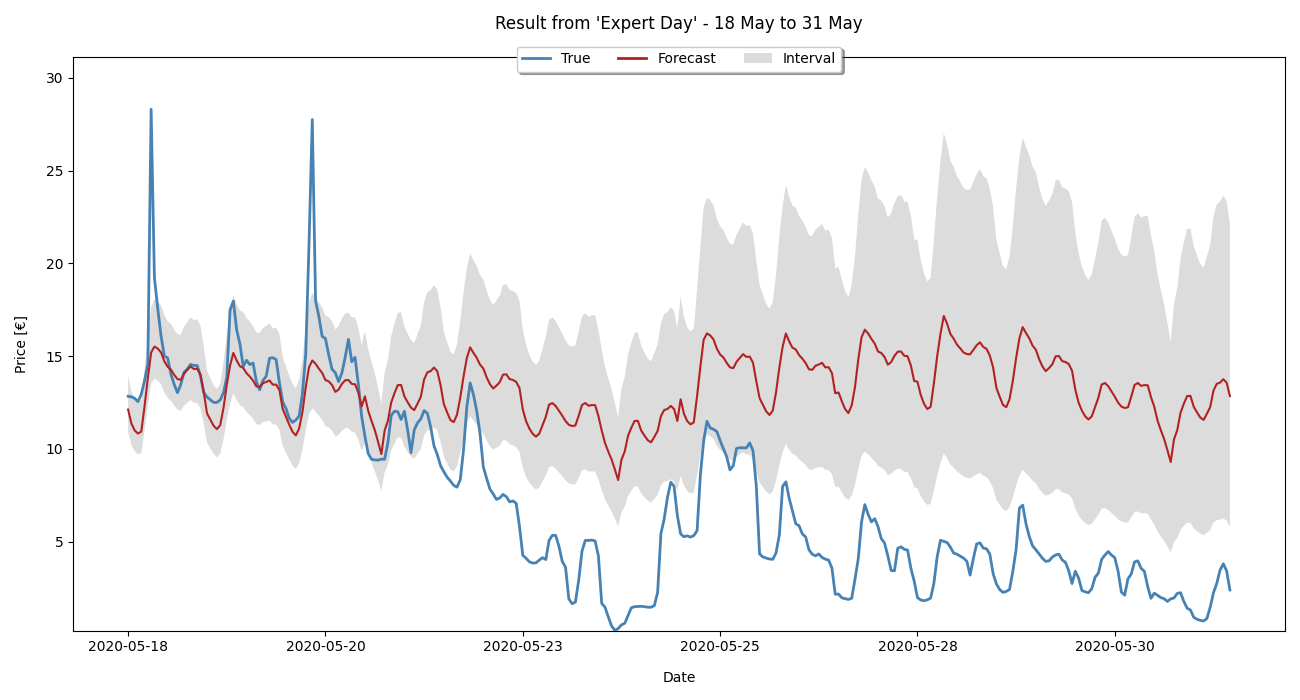 Result from 'Expert Day' - 18 May to 31 May
True Forecast Interval
30
25
20
15
10
5
Price [€]
2020-05-18 2020-05-20 2020-05-23 2020-05-25 2020-05-28 2020-05-30
Date